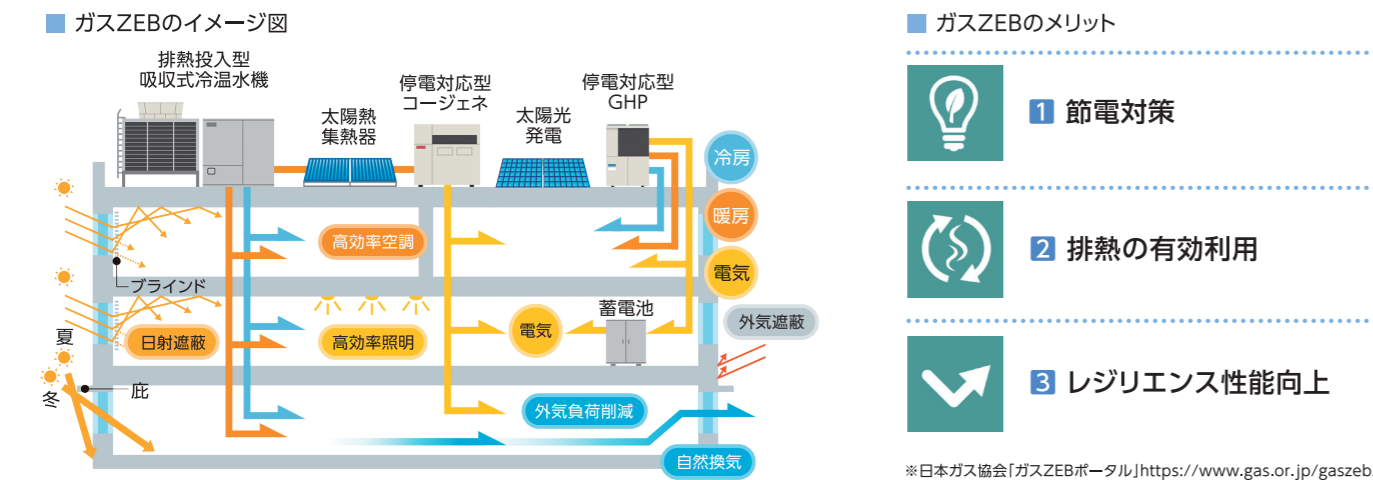 ガスZEBのイメージ図
排熱投入型
吸収式冷温水機
太陽熱
集熱器
停電対応型
コージェネ
太陽光
発電
停電対応型
GHP
冷房
暖房
電気
高効率空調
ブラインド
日射遮蔽
高効率照明
電気
蓄電池
外気遮蔽
夏
冬
庇
外気負荷削減
自然換気
ガスZEBのメリット
1 節電対策
2 排熱の有効利用
3 レジリエンス性能向上
※日本ガス協会「ガスZEBポータル」https://www.gas.or.jp/gaszeb.